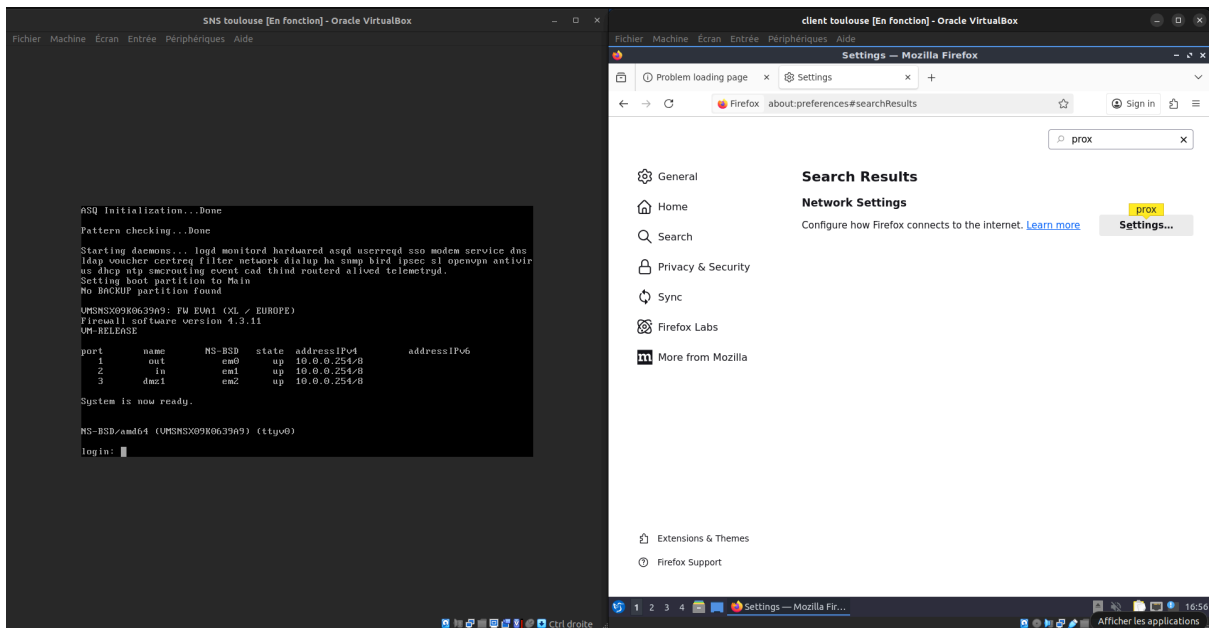 SNS toulouse [En fonction] - Oracle VirtualBox
Fichier Machine Écran Entrée Périphériques Aide
ASQ Initialization...Done
Pattern checking...Done
Starting daemons... logd monitord hardwared asqd userreqd sso modem service dns
ldap voucher certreq filter network dialup ha snmp bird ipsec sl openvpn antivir
us dhcp ntp smcrouting event cad thind routerd alived telemetryd.
Setting boot partition to Main
No BACKUP partition found
VMSNSX09K0639A9: FW EVA1 (XL / EUROPE)
Firewall software version 4.3.11
VM-RELEASE
port name NS-BSD state addressIPv4 addressIPv6
1 out em0 up 10.0.0.254/8
2 in em1 up 10.0.0.254/8
3 dmz1 em2 up 10.0.0.254/8
System is now ready.
NS-BSD/amd64 (VMSNSX09K0639A9) (ttyv0)
login:
Ctrl droite
client toulouse [En fonction] - Oracle VirtualBox
Fichier Machine Écran Entrée Périphériques Aide
Settings — Mozilla Firefox
Problem loading page
Settings
Firefox about:preferences#searchResults
Sign in
prox
General
Home
Search
Privacy & Security
Sync
Firefox Labs
More from Mozilla
Search Results
Network Settings
prox
Configure how Firefox connects to the internet. Learn more
Settings...
Extensions & Themes
Firefox Support
1 2 3 4 Settings — Mozilla Fir... 16:56
Afficher les applications